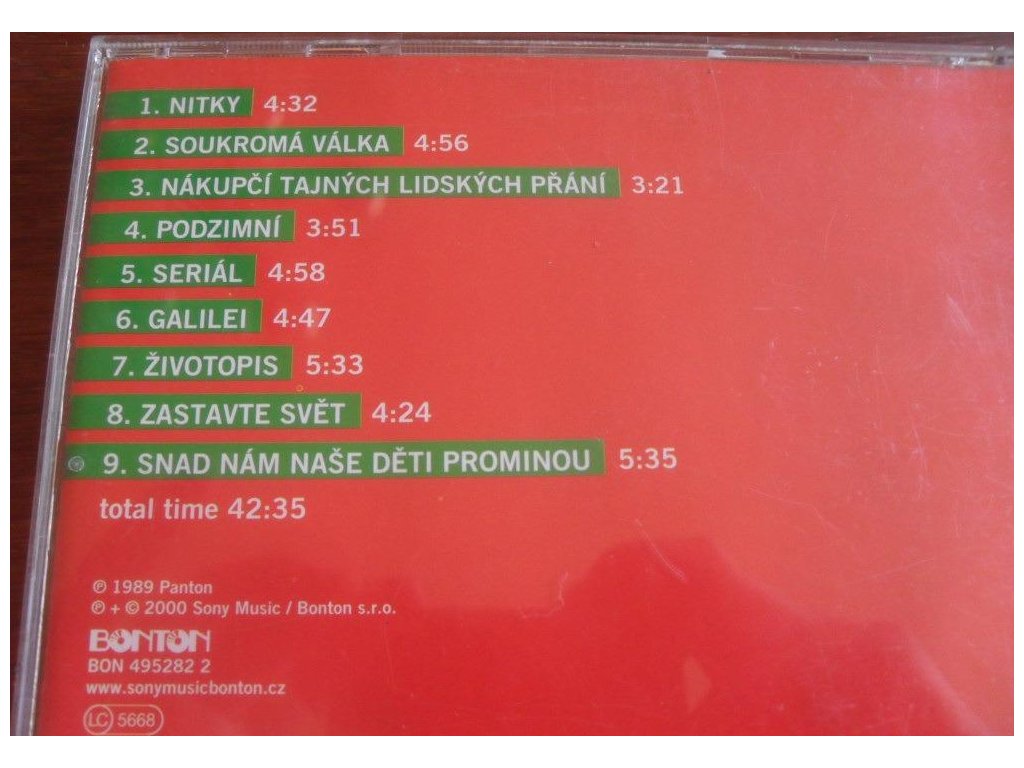 1. NITKY 4:32
2. SOUKROMÁ VÁLKA 4:56
3. NÁKUPČÍ TAJNÝCH LIDSKÝCH PŘÁNÍ 3:21
4. PODZIMNÍ 3:51
5. SERIÁL 4:58
6. GALILEI 4:47
7. ŽIVOTOPIS 5:33
8. ZASTAVTE SVĚT 4:24
9. SNAD NÁM NAŠE DĚTI PROMINOU 5:35
total time 42:35
℗ 1989 Panton
℗ + © 2000 Sony Music / Bonton s.r.o.
BONTON
BON 495282 2
www.sonymusicbonton.cz
LC 5668